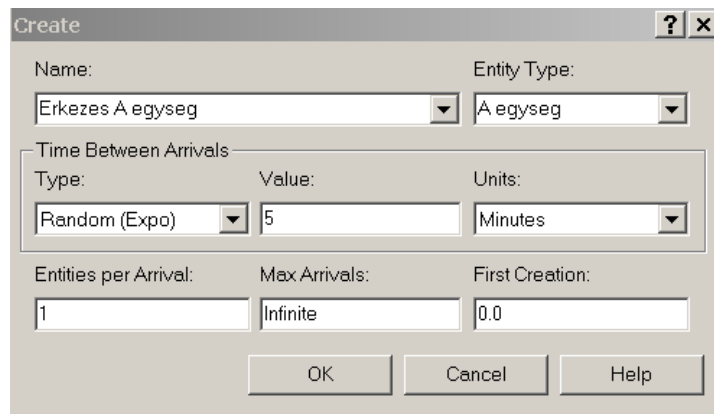 Create
Name: Entity Type:
Erkezes A egyseg A egyseg
Time Between Arrivals
Type: Value: Units:
Random (Expo) 5 Minutes
Entities per Arrival: Max Arrivals: First Creation:
1 Infinite 0.0
OK Cancel Help